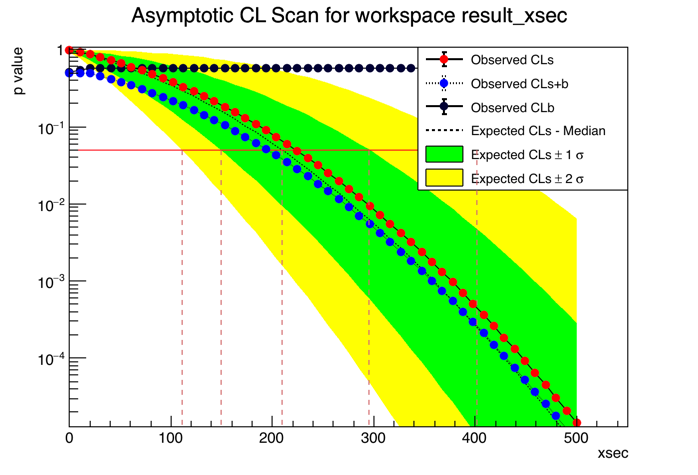 Asymptotic CL Scan for workspace result_xsec
p value
1
10⁻¹
10⁻²
10⁻³
10⁻⁴
Observed CLs
Observed CLs+b
Observed CLb
Expected CLs - Median
Expected CLs ± 1 σ
Expected CLs ± 2 σ
0 100 200 300 400 500
xsec